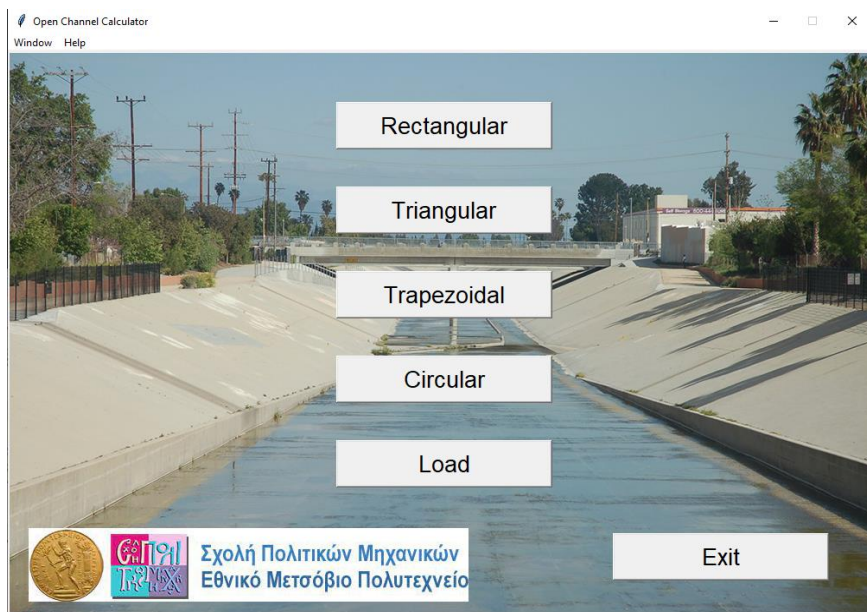 Open Channel Calculator
Window Help
Rectangular
Triangular
Trapezoidal
Circular
Load
Σχολή Πολιτικών Μηχανικών
Εθνικό Μετσόβιο Πολυτεχνείο
Exit